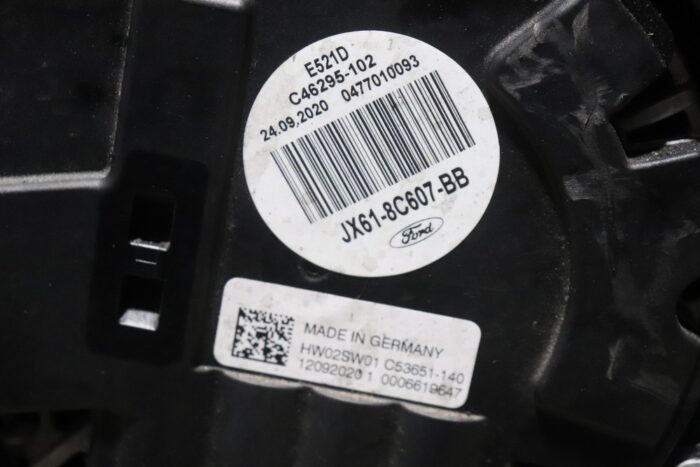 E521D
C46295-102
24.09.2020 0477010093
JX61-8C607-BB
Ford
MADE IN GERMANY
HW02SW01 C53651-140
12092020 1 0006619647